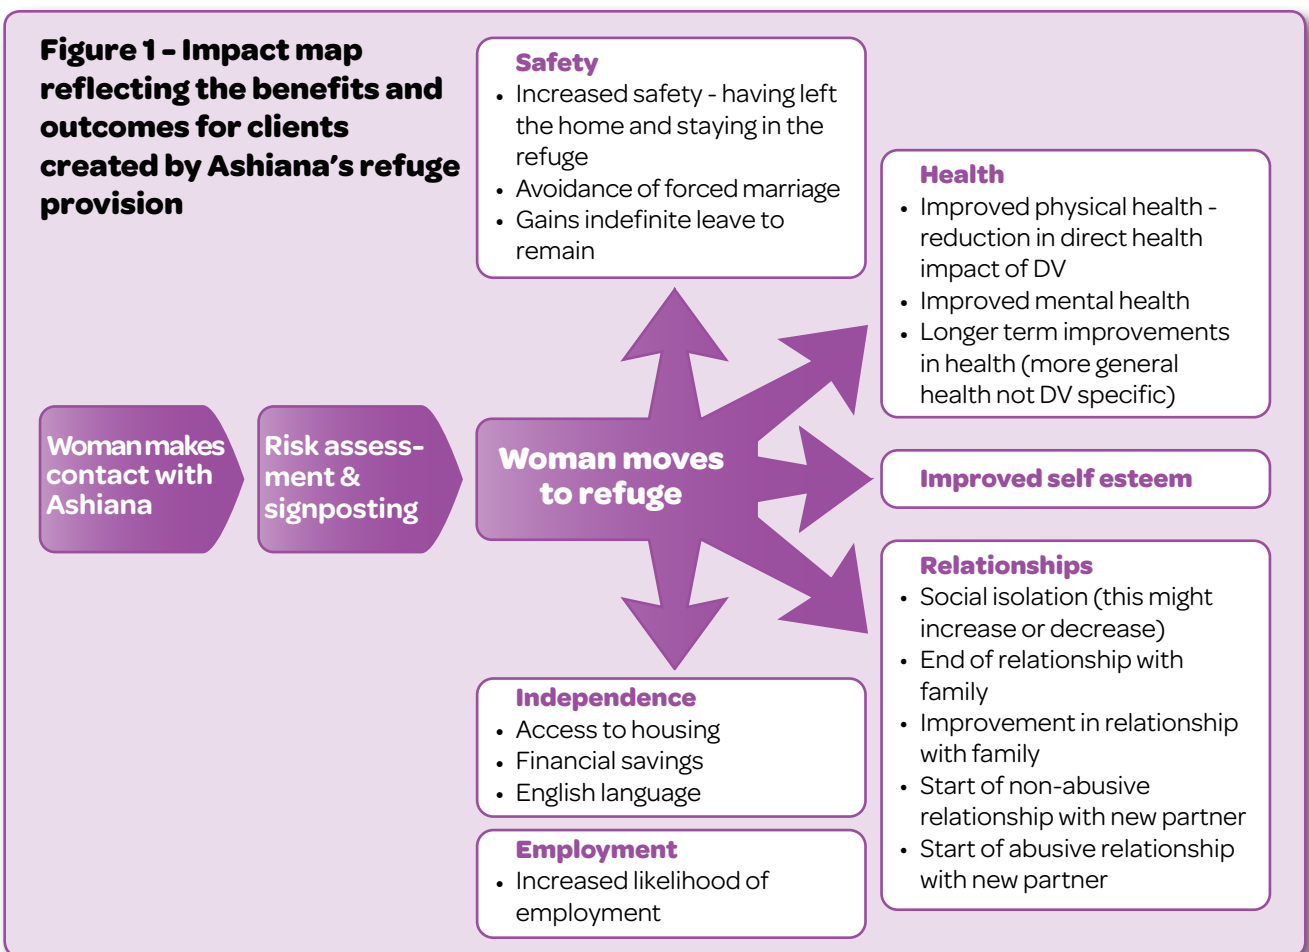 Figure 1 - Impact map
reflecting the benefits and
outcomes for clients
created by Ashiana's refuge
provision
Woman makes
contact with
Ashiana
Risk assess-
ment &
signposting
Woman moves
to refuge
Safety
• Increased safety - having left
the home and staying in the
refuge
• Avoidance of forced marriage
• Gains indefinite leave to
remain
Health
• Improved physical health -
reduction in direct health
impact of DV
• Improved mental health
• Longer term improvements
in health (more general
health not DV specific)
Improved self esteem
Relationships
• Social isolation (this might
increase or decrease)
• End of relationship with
family
• Improvement in relationship
with family
• Start of non-abusive
relationship with new partner
• Start of abusive relationship
with new partner
Independence
• Access to housing
• Financial savings
• English language
Employment
• Increased likelihood of
employment